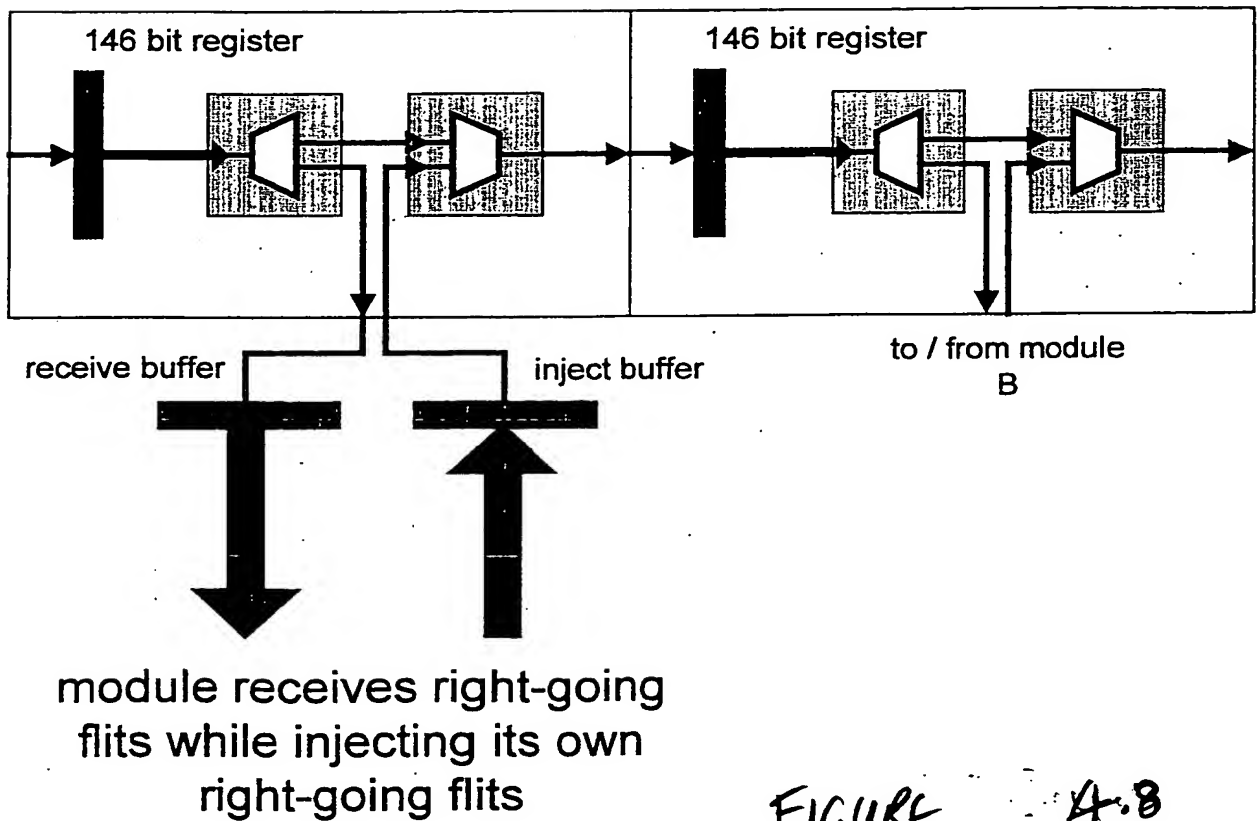 146 bit register
146 bit register
receive buffer
inject buffer
to / from module
B
module receives right-going
flits while injecting its own
right-going flits
FIGURE A.8